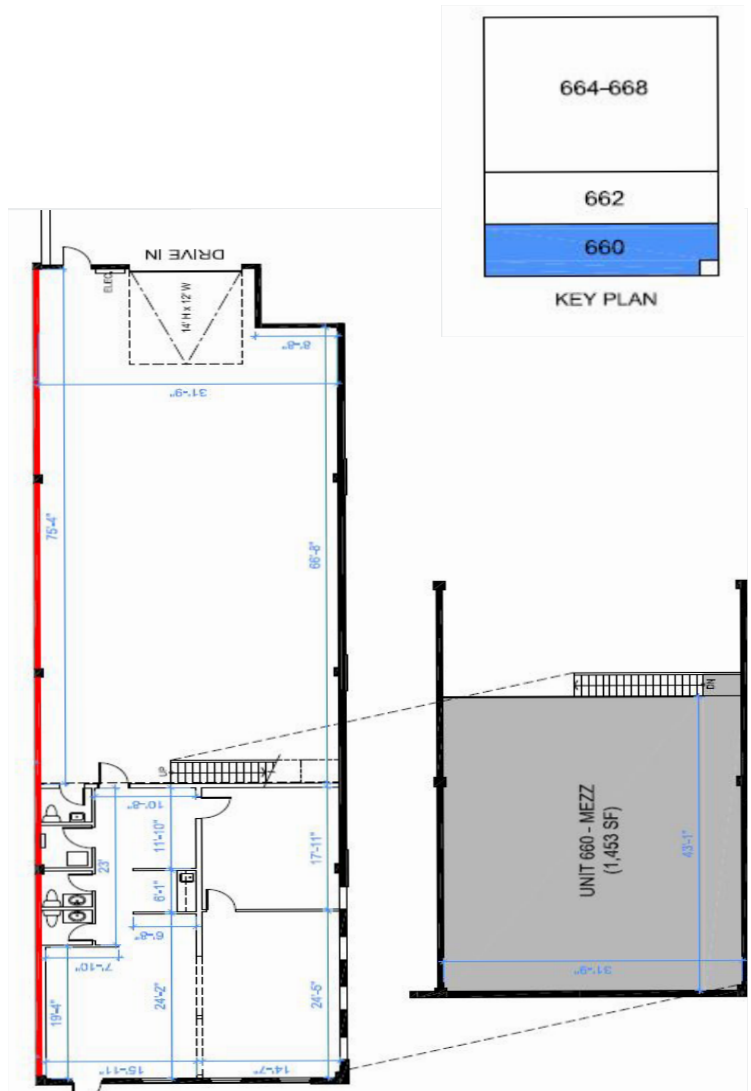 664-668
662
660
KEY PLAN
DRIVE IN
ELEC.
14' H x 12' W
8'-8"
31'-9"
75'-4"
66'-8"
UP
10'-8"
11'-10"
17'-11"
23'
6'-1"
6'-8"
7'-10"
19'-4"
24'-2"
24'-5"
15'-11"
14'-7"
DN
UNIT 660 - MEZZ
(1,453 SF)
43'-1"
31'-9"